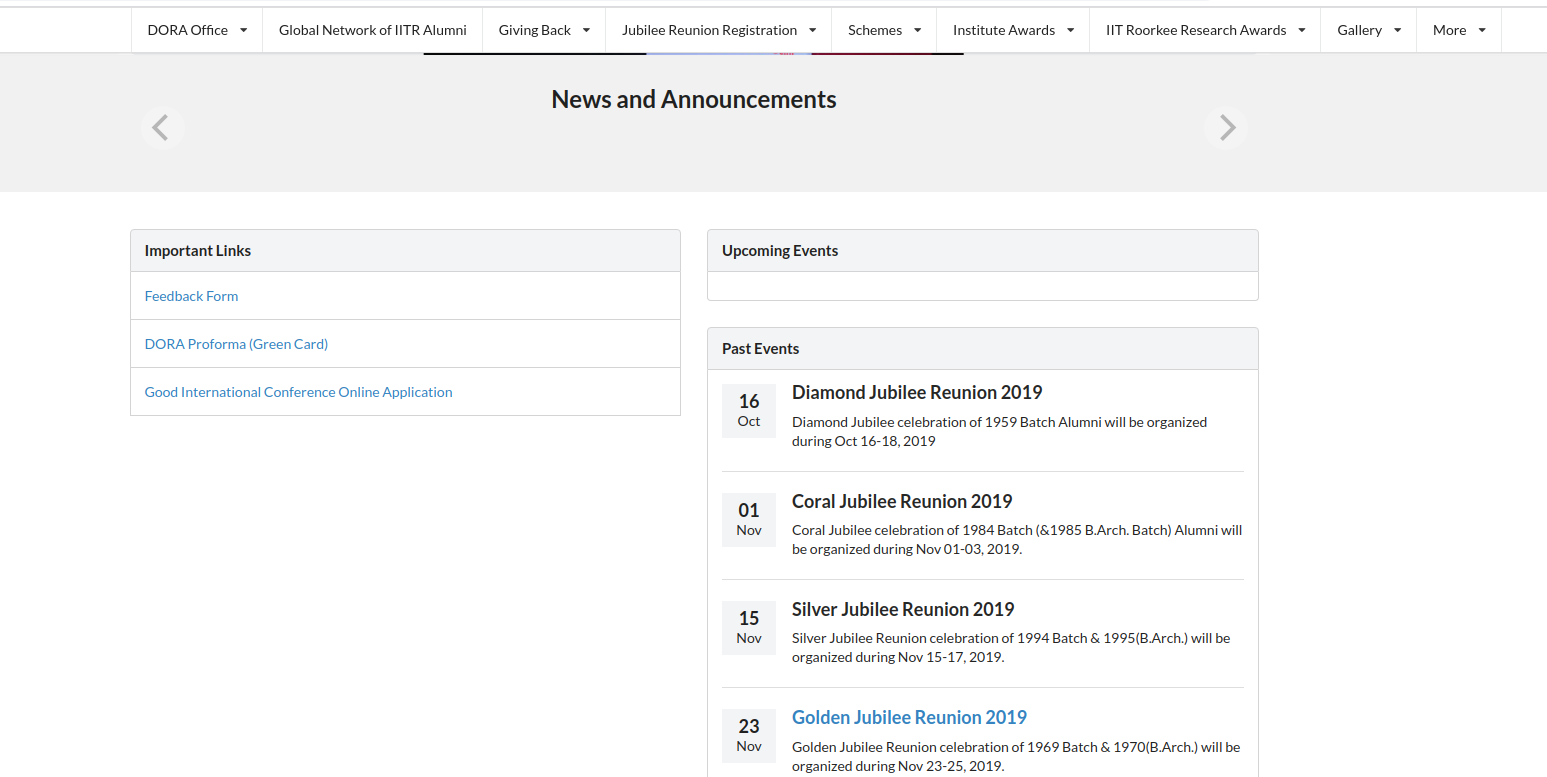 DORA Office
Global Network of IITR Alumni
Giving Back
Jubilee Reunion Registration
Schemes
Institute Awards
IIT Roorkee Research Awards
Gallery
More
News and Announcements
Important Links
Feedback Form
DORA Proforma (Green Card)
Good International Conference Online Application
Upcoming Events
Past Events
16
Oct
Diamond Jubilee Reunion 2019
Diamond Jubilee celebration of 1959 Batch Alumni will be organized
during Oct 16-18, 2019
01
Nov
Coral Jubilee Reunion 2019
Coral Jubilee celebration of 1984 Batch (&1985 B.Arch. Batch) Alumni will
be organized during Nov 01-03, 2019.
15
Nov
Silver Jubilee Reunion 2019
Silver Jubilee Reunion celebration of 1994 Batch & 1995(B.Arch.) will be
organized during Nov 15-17, 2019.
23
Nov
Golden Jubilee Reunion 2019
Golden Jubilee Reunion celebration of 1969 Batch & 1970(B.Arch.) will be
organized during Nov 23-25, 2019.